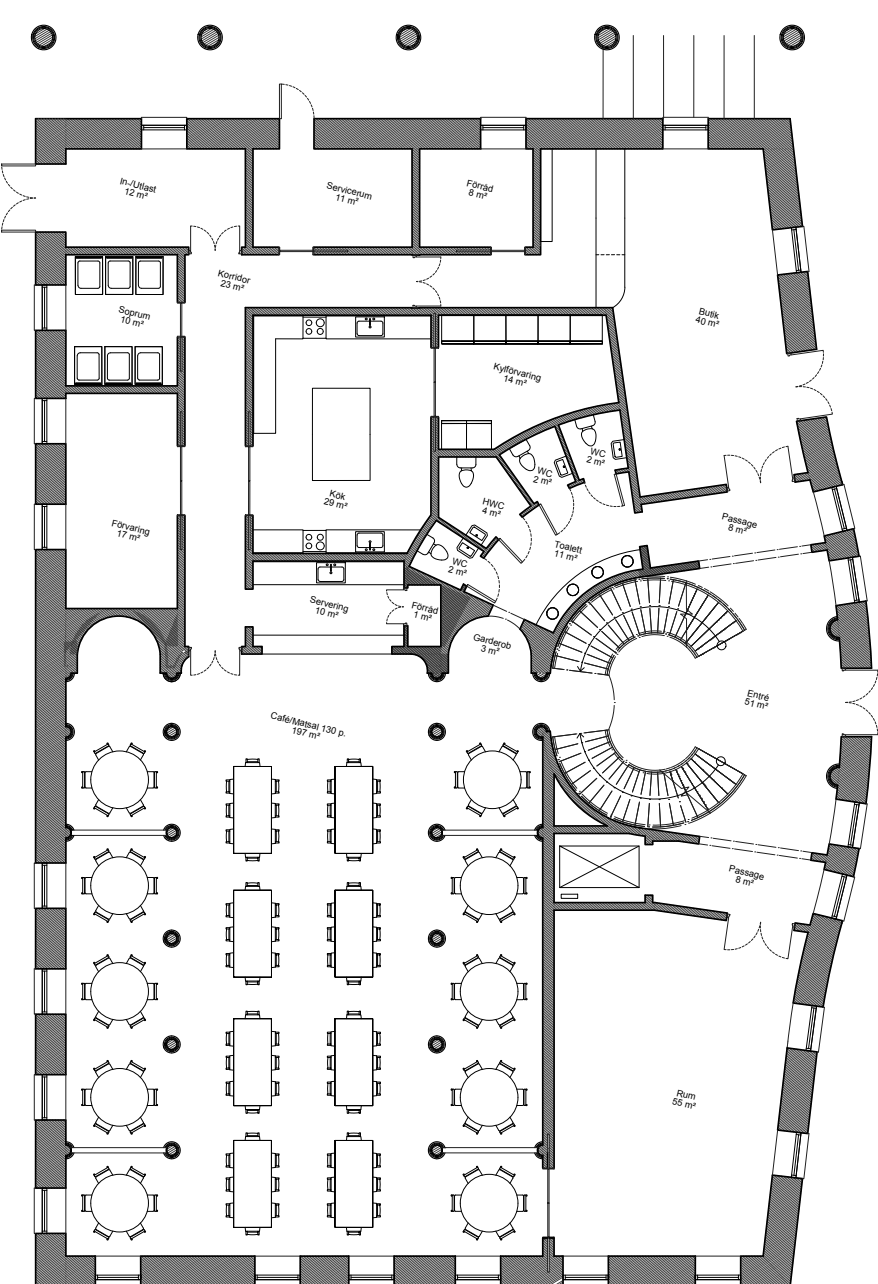 In-/Utlast
12 m²
Servicerum
11 m²
Förråd
8 m²
Korridor
23 m²
Soprum
10 m²
Butik
40 m²
Kylförvaring
14 m²
WC
2 m²
WC
2 m²
Kök
29 m²
HWC
4 m²
Förvaring
17 m²
Passage
8 m²
Toalett
11 m²
WC
2 m²
Servering
10 m²
Förråd
1 m²
Garderob
3 m²
Entré
51 m²
Café/Matsal 130 p.
197 m²
Passage
8 m²
Rum
55 m²